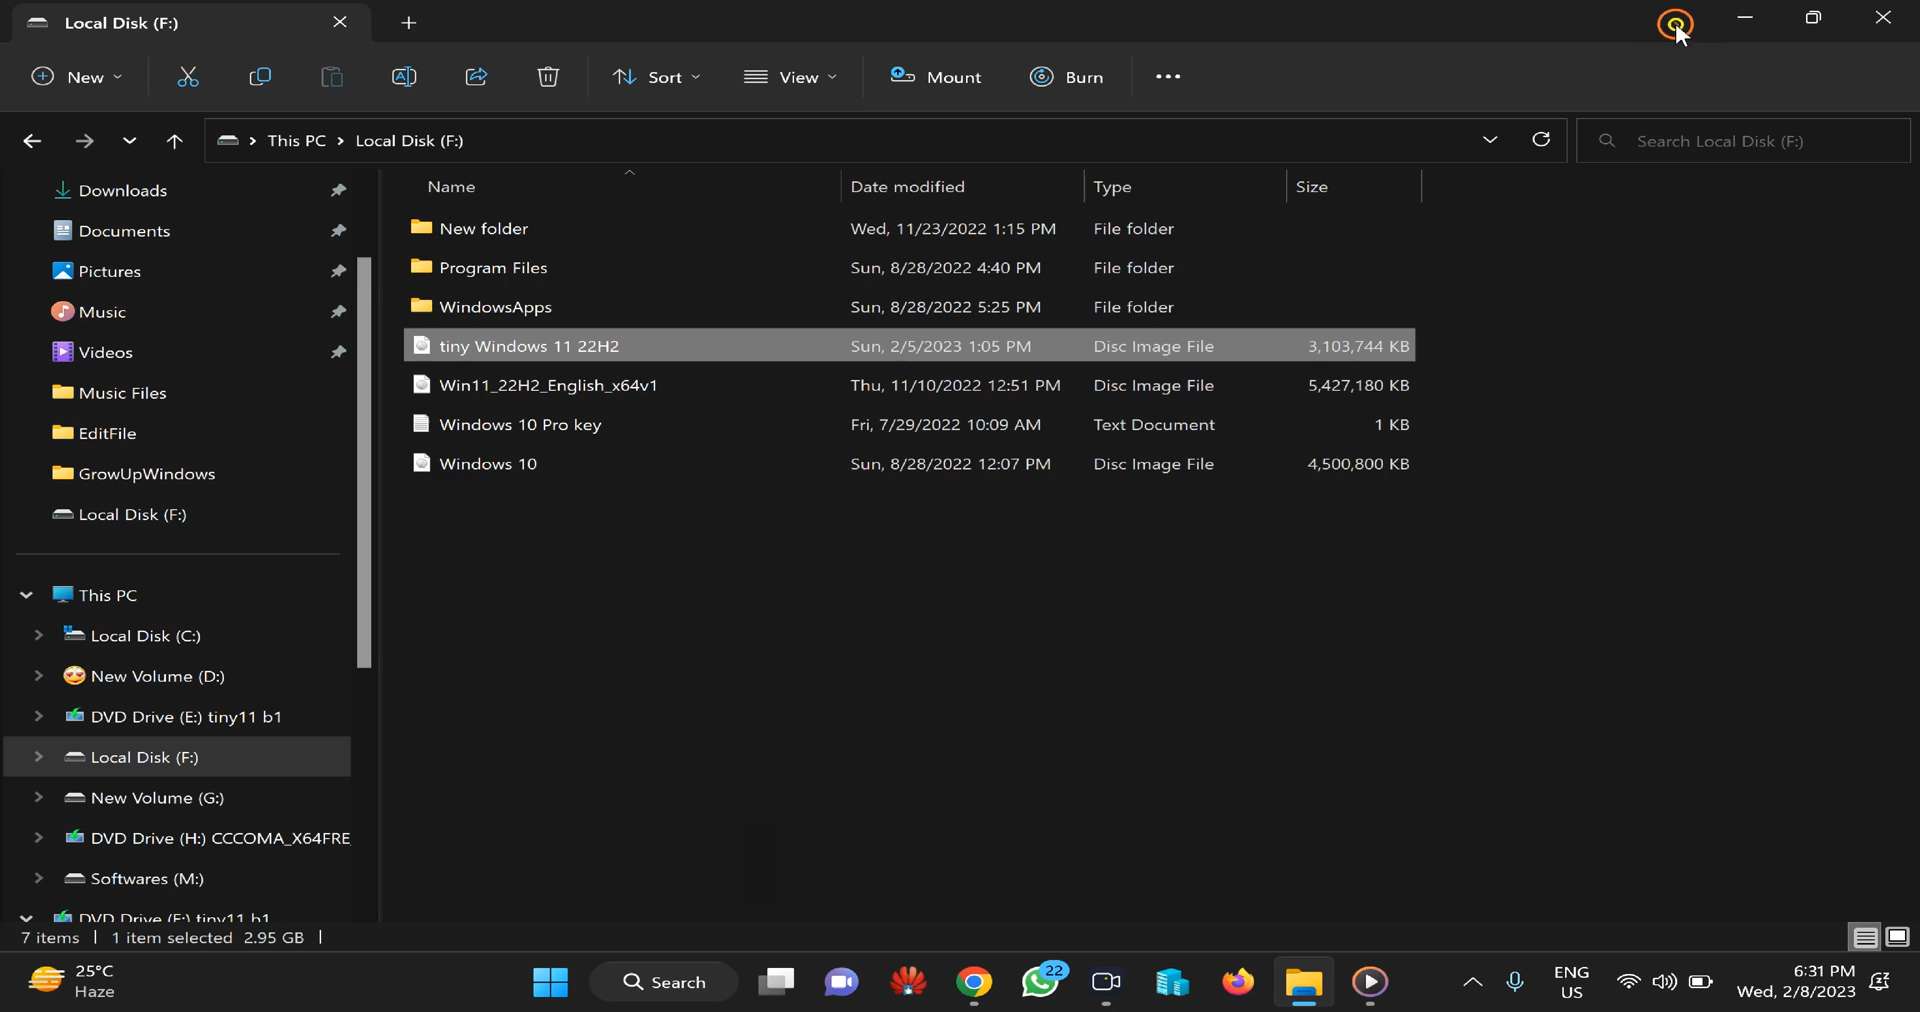 Local Disk (F:)
New
Sort
View
Mount
Burn
This PC > Local Disk (F:)
Search Local Disk (F:)
Downloads
Documents
Pictures
Music
Videos
Music Files
EditFile
GrowUpWindows
Local Disk (F:)
This PC
Local Disk (C:)
New Volume (D:)
DVD Drive (E:) tiny11 b1
Local Disk (F:)
New Volume (G:)
DVD Drive (H:) CCCOMA_X64FRE
Softwares (M:)
DVD Drive (E:) tiny11 b1
Name Date modified Type Size
New folder Wed, 11/23/2022 1:15 PM File folder
Program Files Sun, 8/28/2022 4:40 PM File folder
WindowsApps Sun, 8/28/2022 5:25 PM File folder
tiny Windows 11 22H2 Sun, 2/5/2023 1:05 PM Disc Image File 3,103,744 KB
Win11_22H2_English_x64v1 Thu, 11/10/2022 12:51 PM Disc Image File 5,427,180 KB
Windows 10 Pro key Fri, 7/29/2022 10:09 AM Text Document 1 KB
Windows 10 Sun, 8/28/2022 12:07 PM Disc Image File 4,500,800 KB
7 items 1 item selected 2.95 GB
25°C
Haze
Search
22
ENG
US
6:31 PM
Wed, 2/8/2023